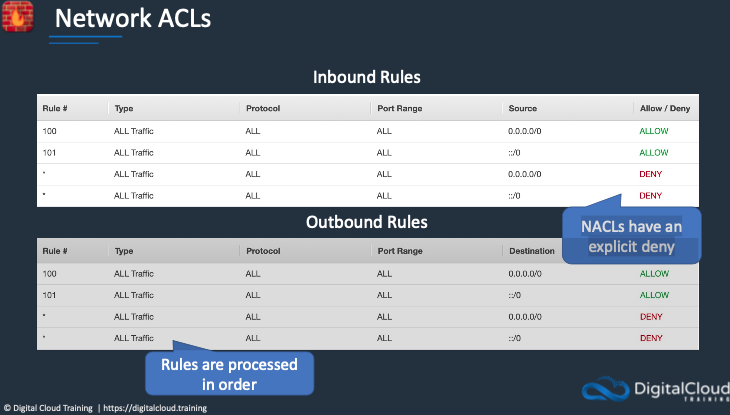 Network ACLs
Inbound Rules
Rule # Type Protocol Port Range Source Allow / Deny
100 ALL Traffic ALL ALL 0.0.0.0/0 ALLOW
101 ALL Traffic ALL ALL ::/0 ALLOW
* ALL Traffic ALL ALL 0.0.0.0/0 DENY
* ALL Traffic ALL ALL ::/0 DENY
NACLs have an
explicit deny
Outbound Rules
Rule # Type Protocol Port Range Destination
100 ALL Traffic ALL ALL 0.0.0.0/0 ALLOW
101 ALL Traffic ALL ALL ::/0 ALLOW
* ALL Traffic ALL ALL 0.0.0.0/0 DENY
* ALL Traffic ALL ALL ::/0 DENY
Rules are processed
in order
© Digital Cloud Training | https://digitalcloud.training
DigitalCloud
TRAINING